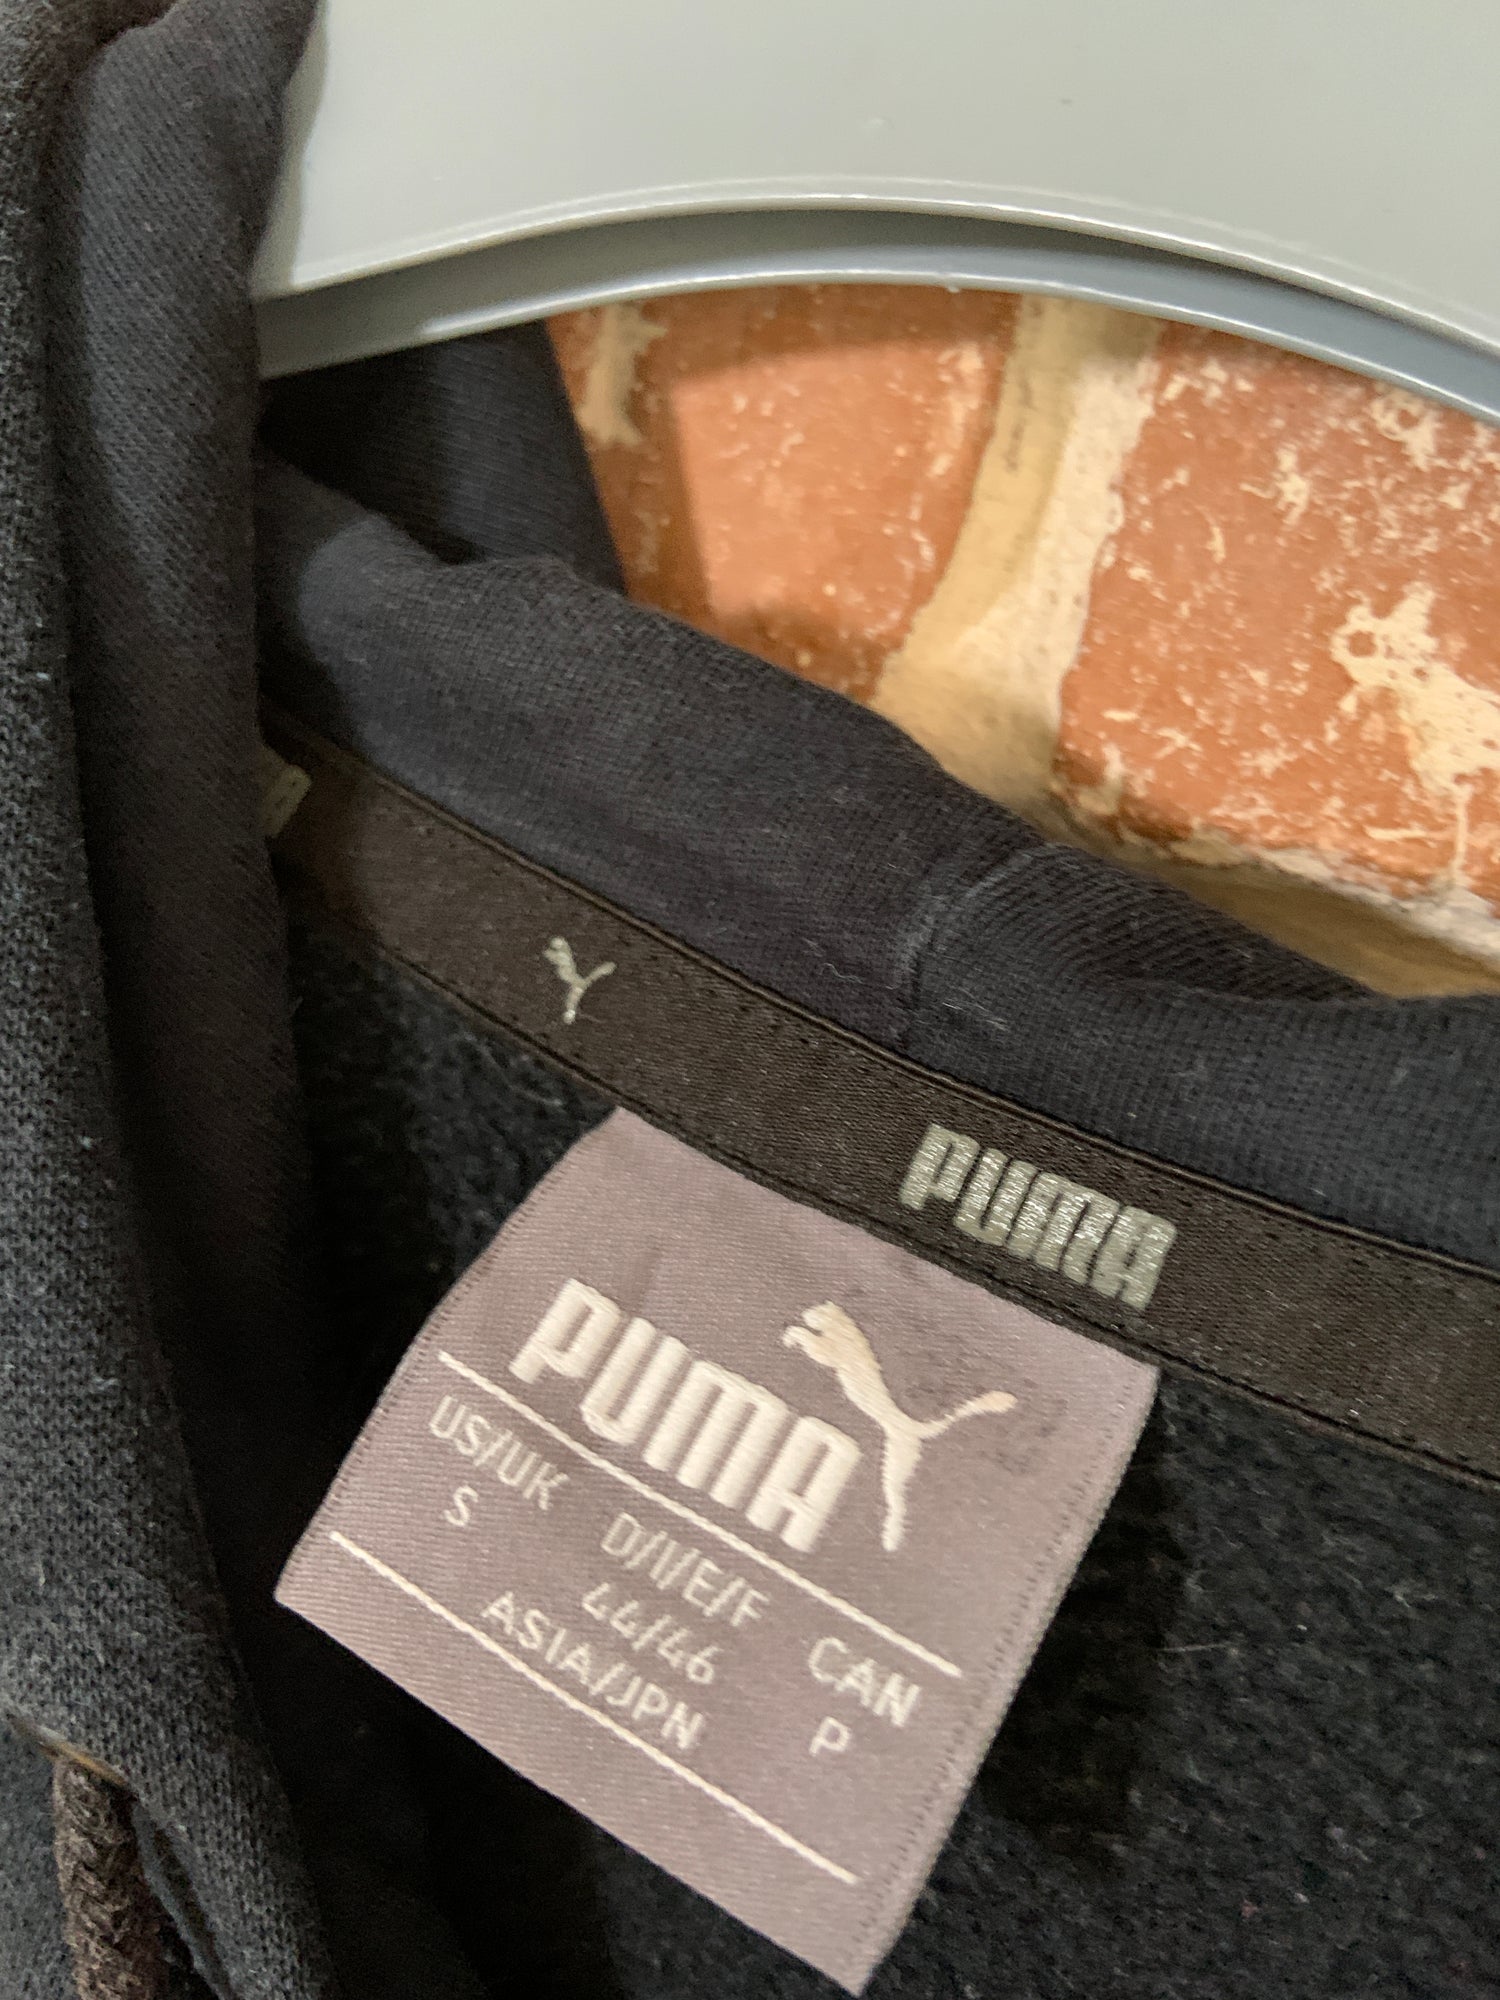 PUMA
PUMA
US/UK D/I/E/F CAN
S 44/46 P
ASIA/JPN